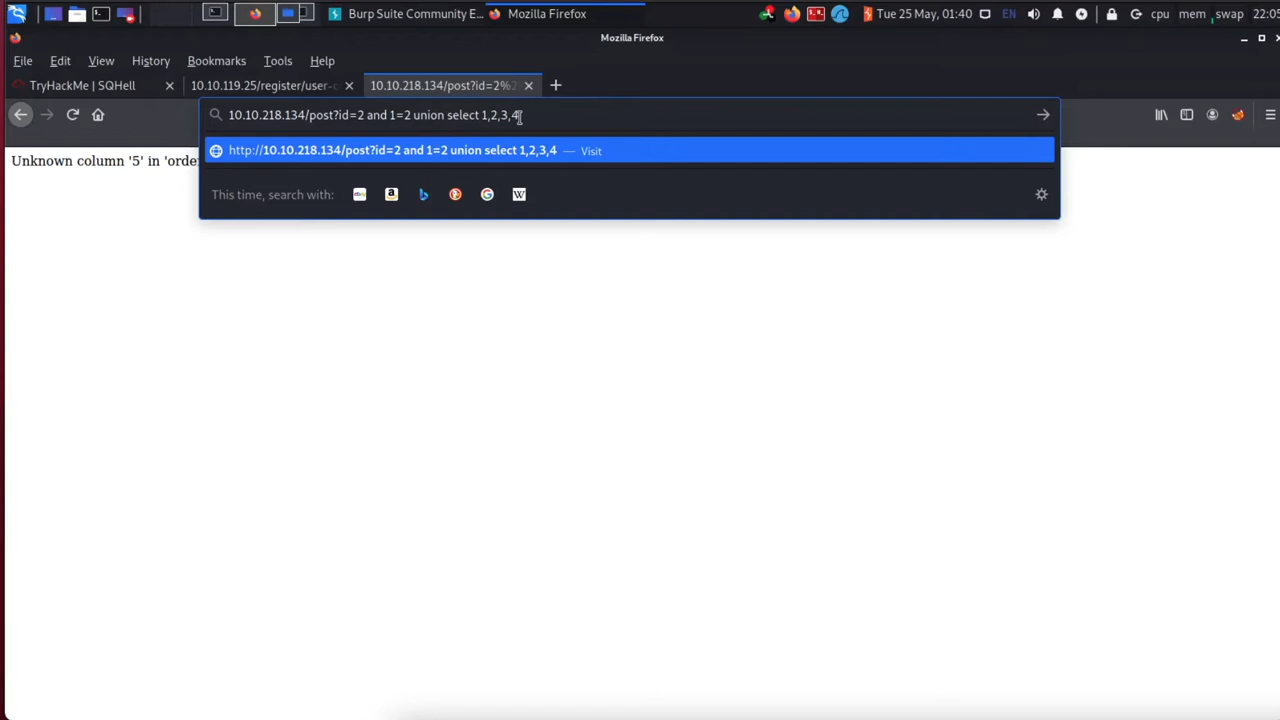 Burp Suite Community E...
Mozilla Firefox
Tue 25 May, 01:40
EN
cpu
mem
swap
22:05
Mozilla Firefox
File
Edit
View
History
Bookmarks
Tools
Help
TryHackMe | SQHell
10.10.119.25/register/user-
10.10.218.134/post?id=2%2
10.10.218.134/post?id=2 and 1=2 union select 1,2,3,4
http://10.10.218.134/post?id=2 and 1=2 union select 1,2,3,4 — Visit
Unknown column '5' in 'orde
This time, search with: